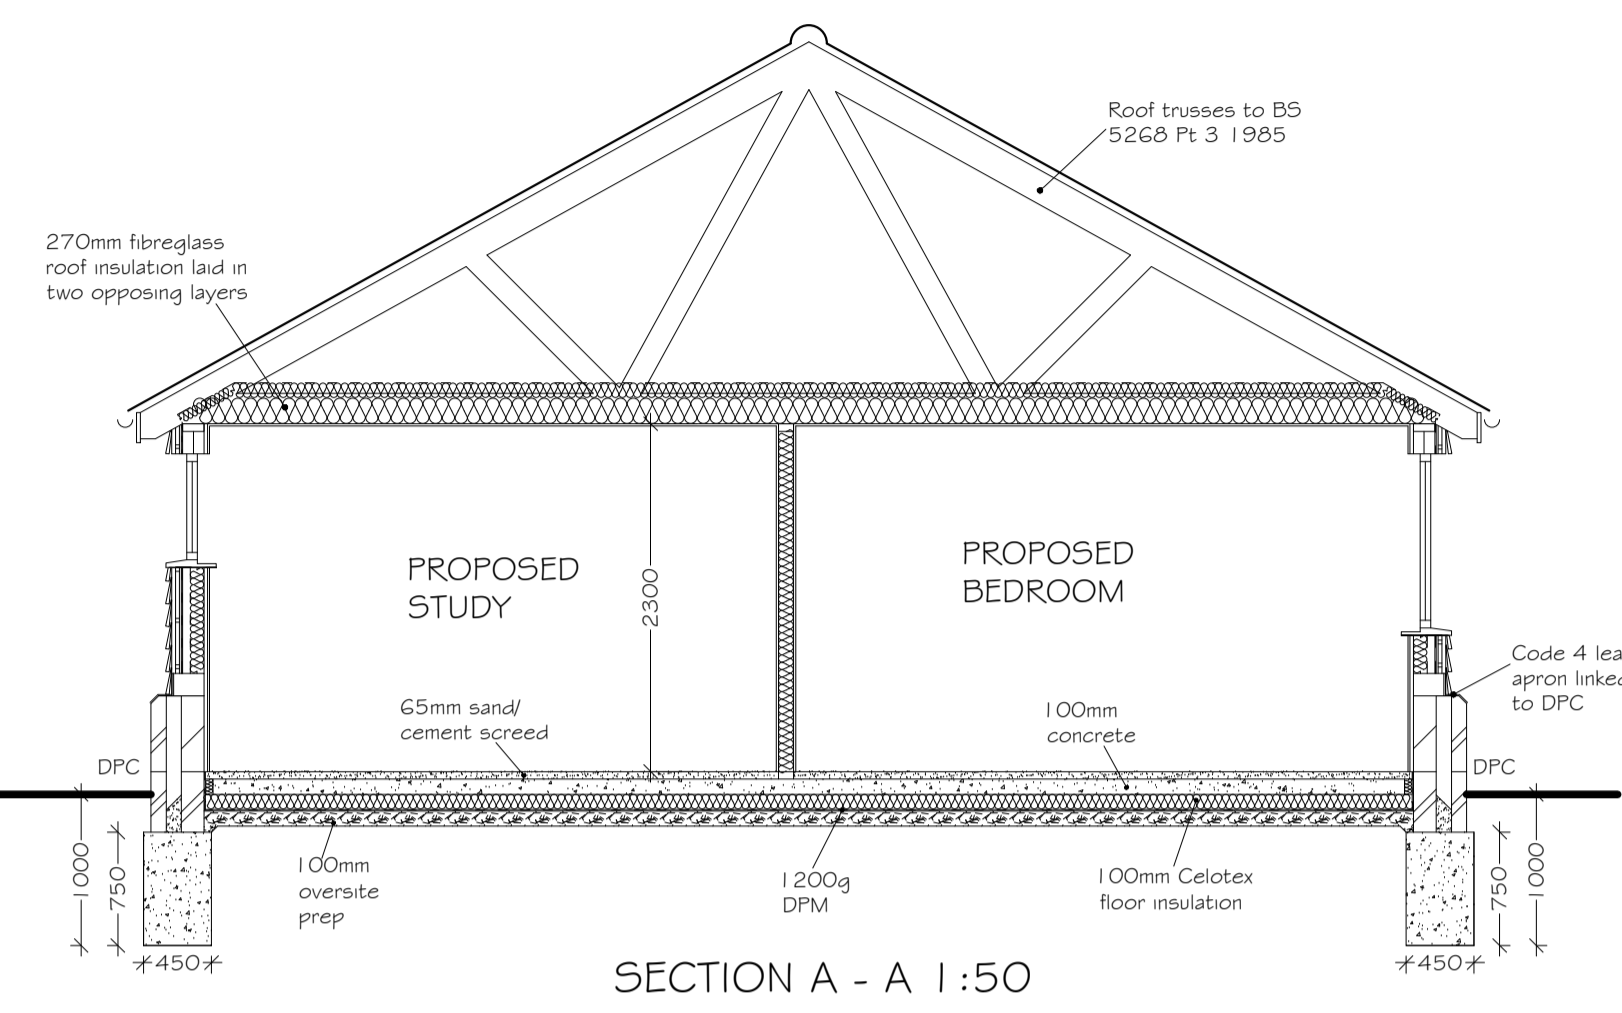 Roof trusses to BS
5268 Pt 3 1985
270mm fibreglass
roof insulation laid in
two opposing layers
PROPOSED
STUDY
2300
PROPOSED
BEDROOM
Code 4 lea
apron linked
to DPC
65mm sand/
cement screed
100mm
concrete
DPC
DPC
1000
750
100mm
oversite
prep
1200g
DPM
100mm Celotex
floor insulation
750
1000
450
450
SECTION A - A 1:50